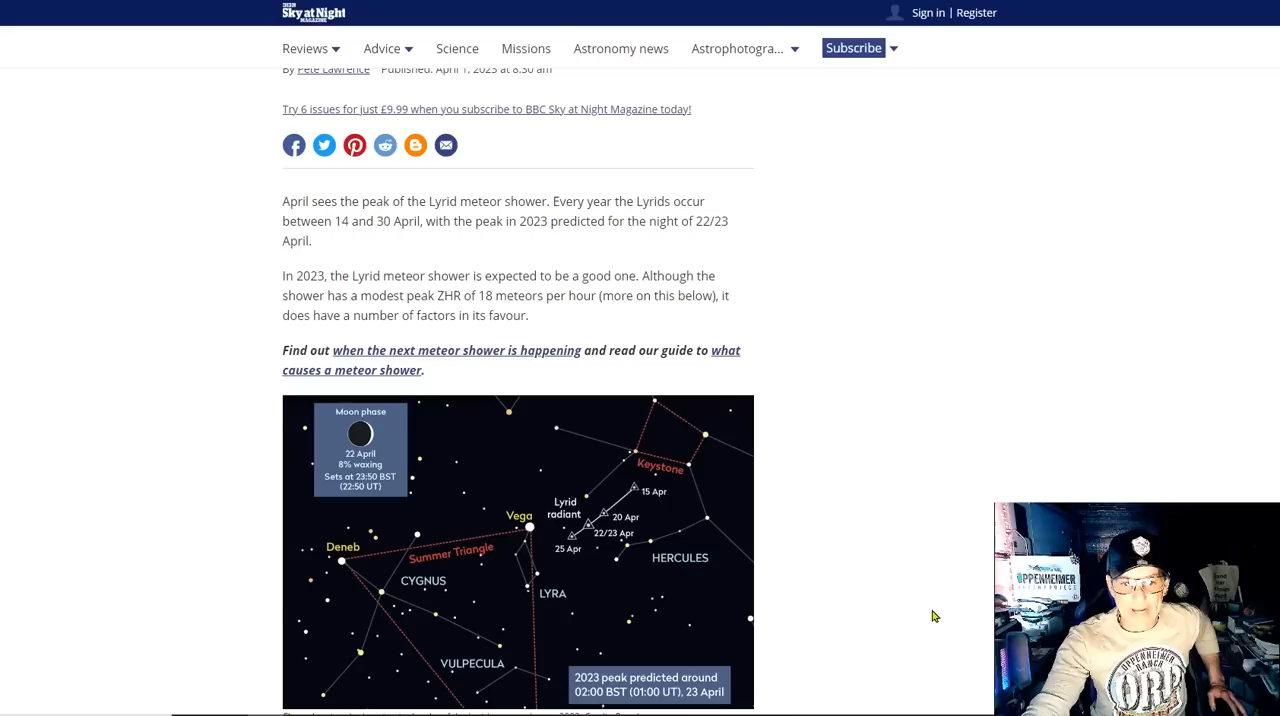 BBC
Sky at Night
MAGAZINE
Sign in | Register
Reviews
Advice
Science
Missions
Astronomy news
Astrophotogra...
Subscribe
By Pete Lawrence Published: April 1, 2023 at 8:30 am
Try 6 issues for just £9.99 when you subscribe to BBC Sky at Night Magazine today!
April sees the peak of the Lyrid meteor shower. Every year the Lyrids occur
between 14 and 30 April, with the peak in 2023 predicted for the night of 22/23
April.
In 2023, the Lyrid meteor shower is expected to be a good one. Although the
shower has a modest peak ZHR of 18 meteors per hour (more on this below), it
does have a number of factors in its favour.
Find out when the next meteor shower is happening and read our guide to what
causes a meteor shower.
Moon phase
22 April
8% waxing
Sets at 23:50 BST
(22:50 UT)
Keystone
15 Apr
Lyrid
radiant
20 Apr
22/23 Apr
25 Apr
Vega
Deneb
Summer Triangle
HERCULES
CYGNUS
LYRA
VULPECULA
2023 peak predicted around
02:00 BST (01:00 UT), 23 April
OPPENHEIMER
OPPENHEIMER
RANCH